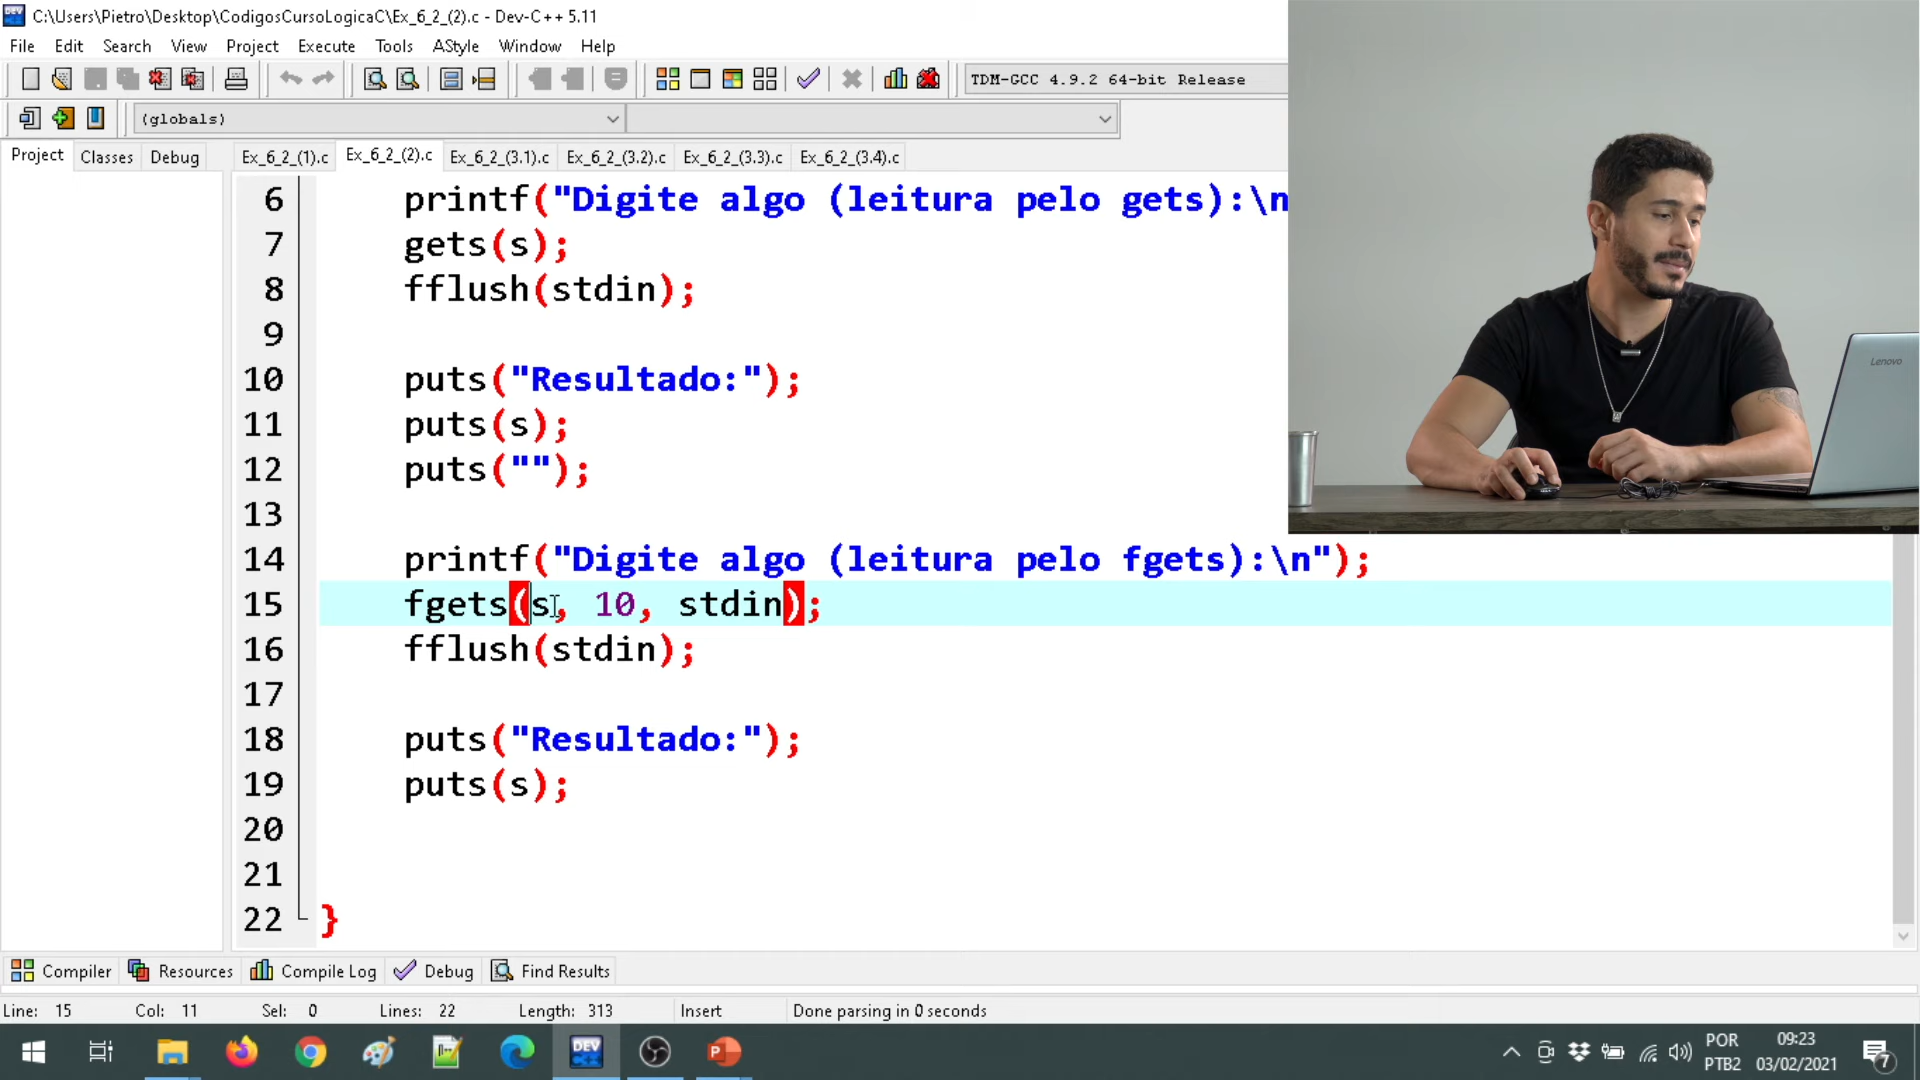 C:\Users\Pietro\Desktop\CodigosCursoLogicaC\Ex_6_2_(2).c - Dev-C++ 5.11
File Edit Search View Project Execute Tools AStyle Window Help
TDM-GCC 4.9.2 64-bit Release
(globals)
Project Classes Debug Ex_6_2_(1).c Ex_6_2_(2).c Ex_6_2_(3.1).c Ex_6_2_(3.2).c Ex_6_2_(3.3).c Ex_6_2_(3.4).c
6 printf("Digite algo (leitura pelo gets):\n
7 gets(s);
8 fflush(stdin);
9
10 puts("Resultado:");
11 puts(s);
12 puts("");
13
14 printf("Digite algo (leitura pelo fgets):\n");
15 fgets(s, 10, stdin);
16 fflush(stdin);
17
18 puts("Resultado:");
19 puts(s);
20
21
22 }
Lenovo
Compiler Resources Compile Log Debug Find Results
Line: 15 Col: 11 Sel: 0 Lines: 22 Length: 313 Insert Done parsing in 0 seconds
DEV
P
POR 09:23
PTB2 03/02/2021
7